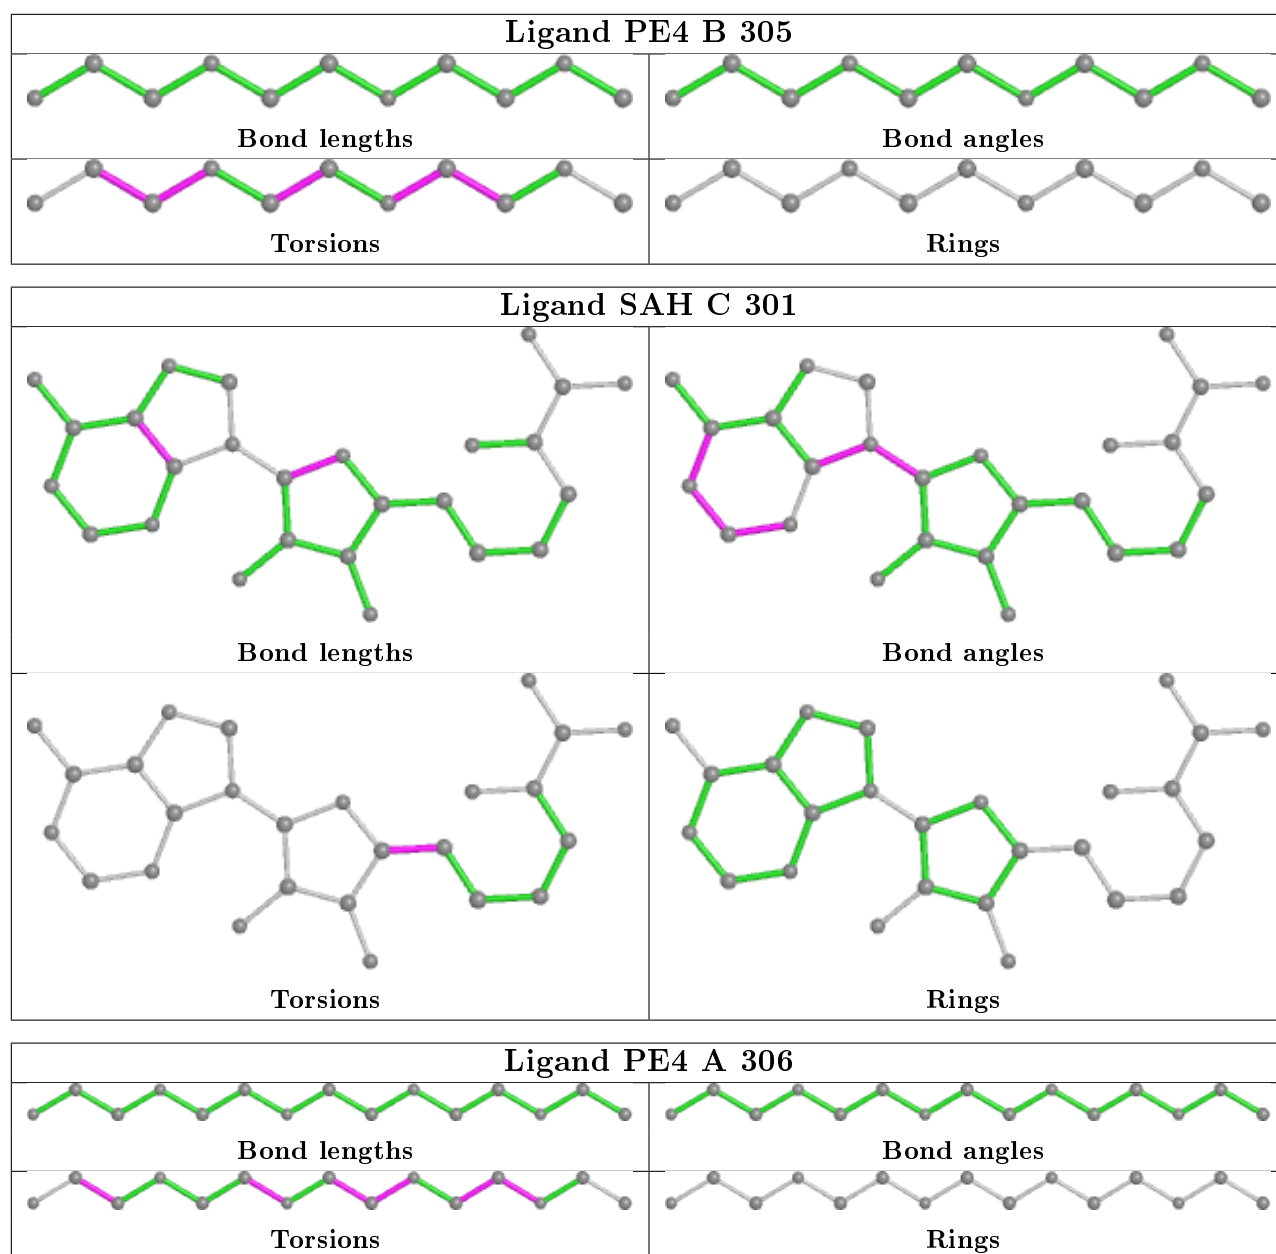 Ligand PE4 B 305
Bond lengths
Bond angles
Torsions
Rings
Ligand SAH C 301
Bond lengths
Bond angles
Torsions
Rings
Ligand PE4 A 306
Bond lengths
Bond angles
Torsions
Rings